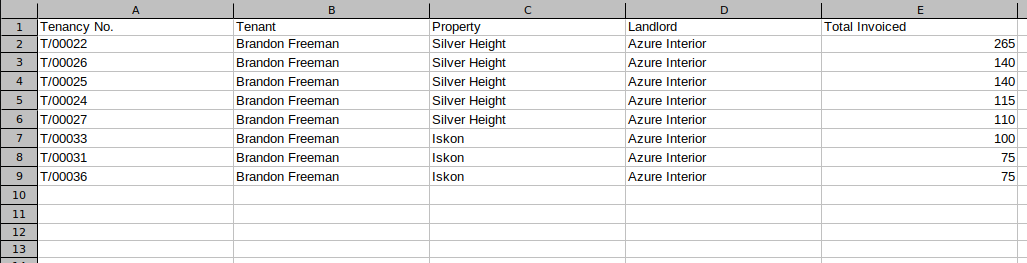 A B C D E
1 Tenancy No. Tenant Property Landlord Total Invoiced
2 T/00022 Brandon Freeman Silver Height Azure Interior 265
3 T/00026 Brandon Freeman Silver Height Azure Interior 140
4 T/00025 Brandon Freeman Silver Height Azure Interior 140
5 T/00024 Brandon Freeman Silver Height Azure Interior 115
6 T/00027 Brandon Freeman Silver Height Azure Interior 110
7 T/00033 Brandon Freeman Iskon Azure Interior 100
8 T/00031 Brandon Freeman Iskon Azure Interior 75
9 T/00036 Brandon Freeman Iskon Azure Interior 75
10
11
12
13